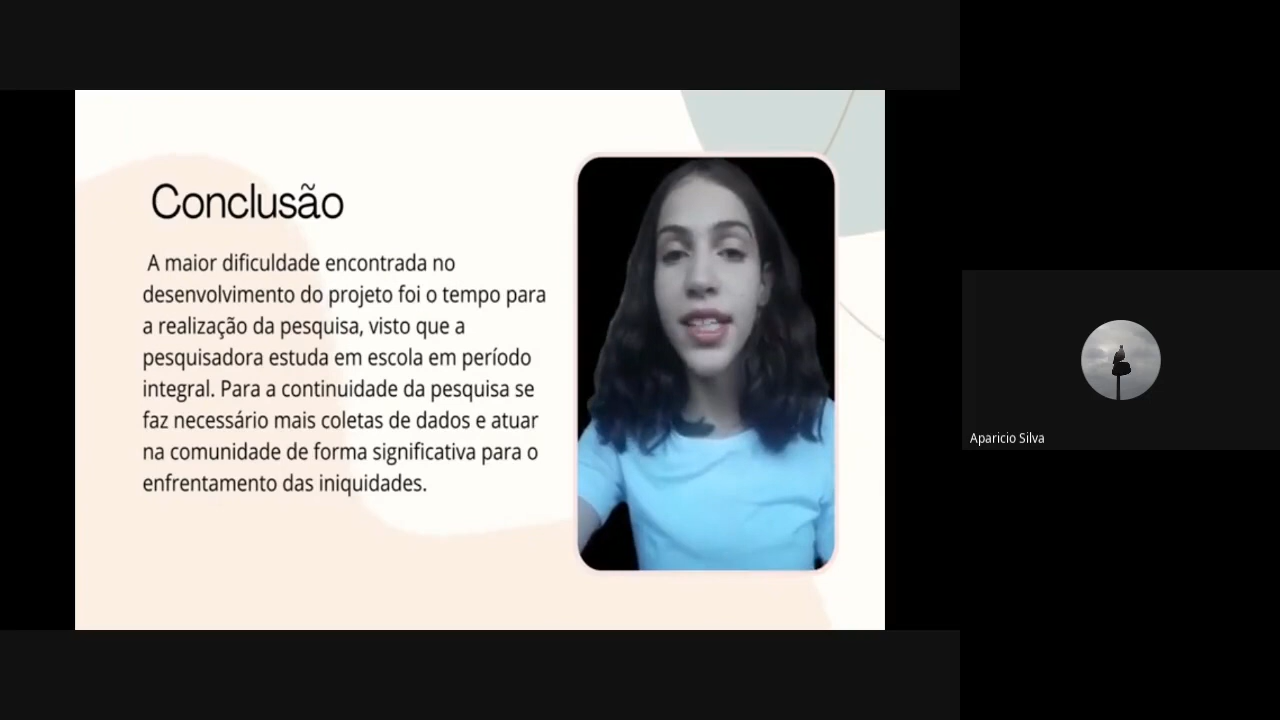 Conclusão
A maior dificuldade encontrada no
desenvolvimento do projeto foi o tempo para
a realização da pesquisa, visto que a
pesquisadora estuda em escola em período
integral. Para a continuidade da pesquisa se
faz necessário mais coletas de dados e atuar
na comunidade de forma significativa para o
enfrentamento das iniquidades.
Aparicio Silva